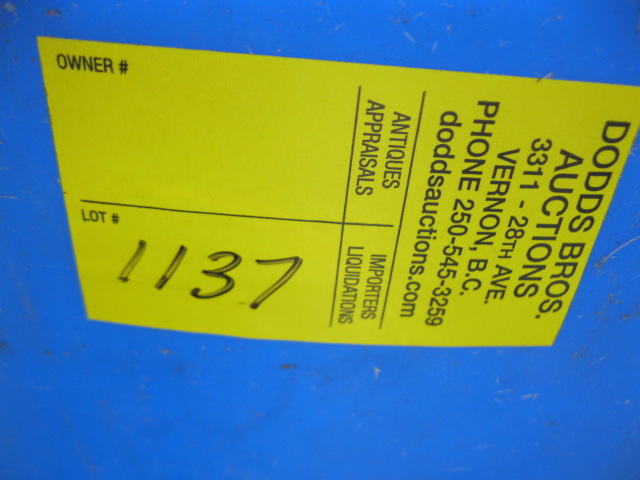 DODDS BROS.
AUCTIONS
3311 - 28TH AVE.
VERNON, B.C.
PHONE 250-545-3259
doddsauctions.com
ANTIQUES
APPRAISALS
IMPORTERS
LIQUIDATIONS
OWNER #
LOT #
1137